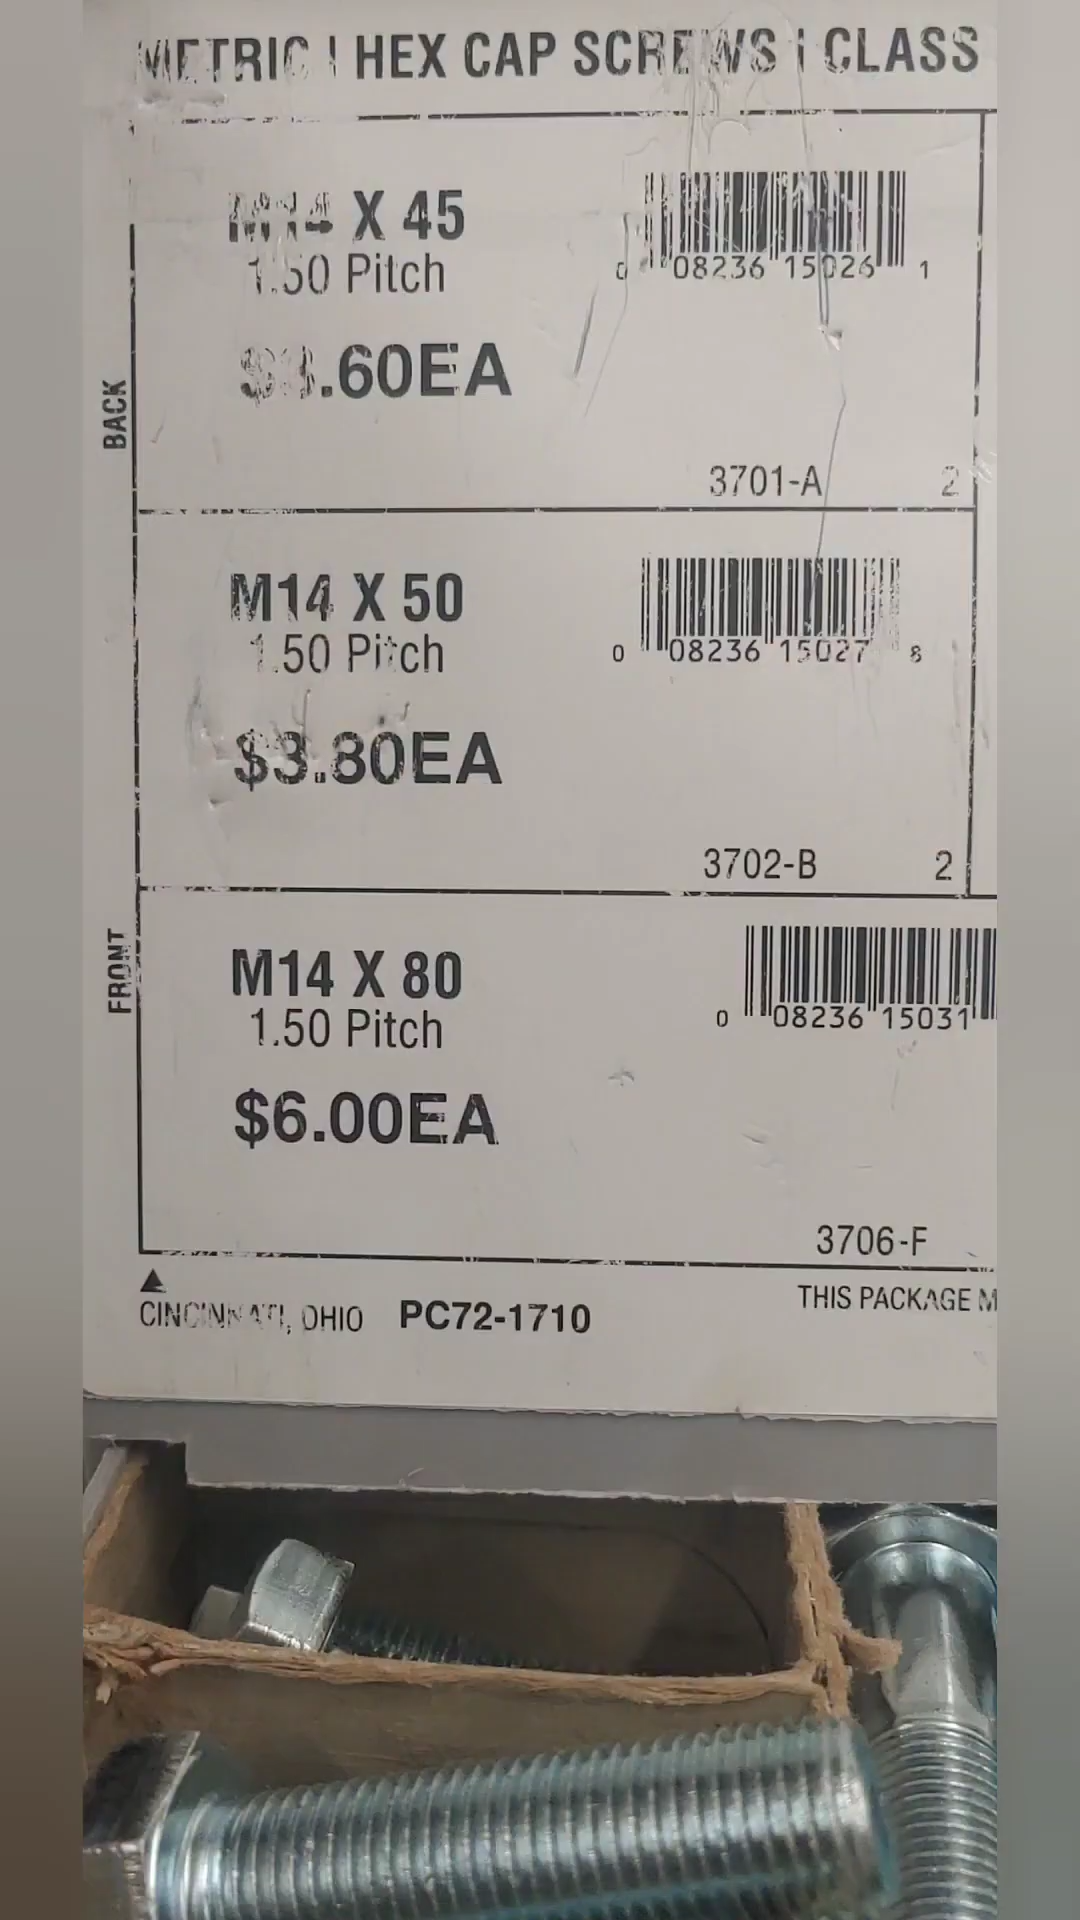 METRIC | HEX CAP SCREWS | CLASS
BACK
M14 X 45
1.50 Pitch
.60EA
0 08236 15026 1
3701-A 2
M14 X 50
1.50 Pitch
$3.80EA
0 08236 15027 8
3702-B 2
FRONT
M14 X 80
1.50 Pitch
$6.00EA
0 08236 15031
3706-F
CINCINNATI, OHIO PC72-1710
THIS PACKAGE M